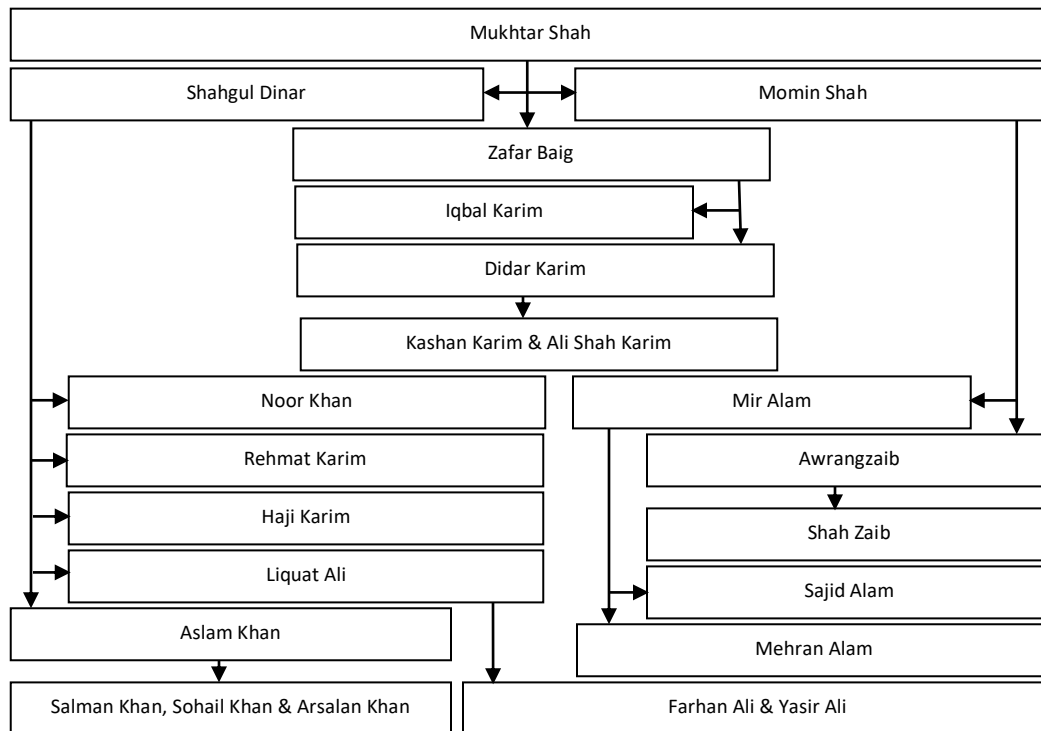 Mukhtar Shah
Shahgul Dinar
Momin Shah
Zafar Baig
Iqbal Karim
Didar Karim
Kashan Karim & Ali Shah Karim
Noor Khan
Mir Alam
Rehmat Karim
Awrangzaib
Haji Karim
Shah Zaib
Liquat Ali
Sajid Alam
Aslam Khan
Mehran Alam
Salman Khan, Sohail Khan & Arsalan Khan
Farhan Ali & Yasir Ali